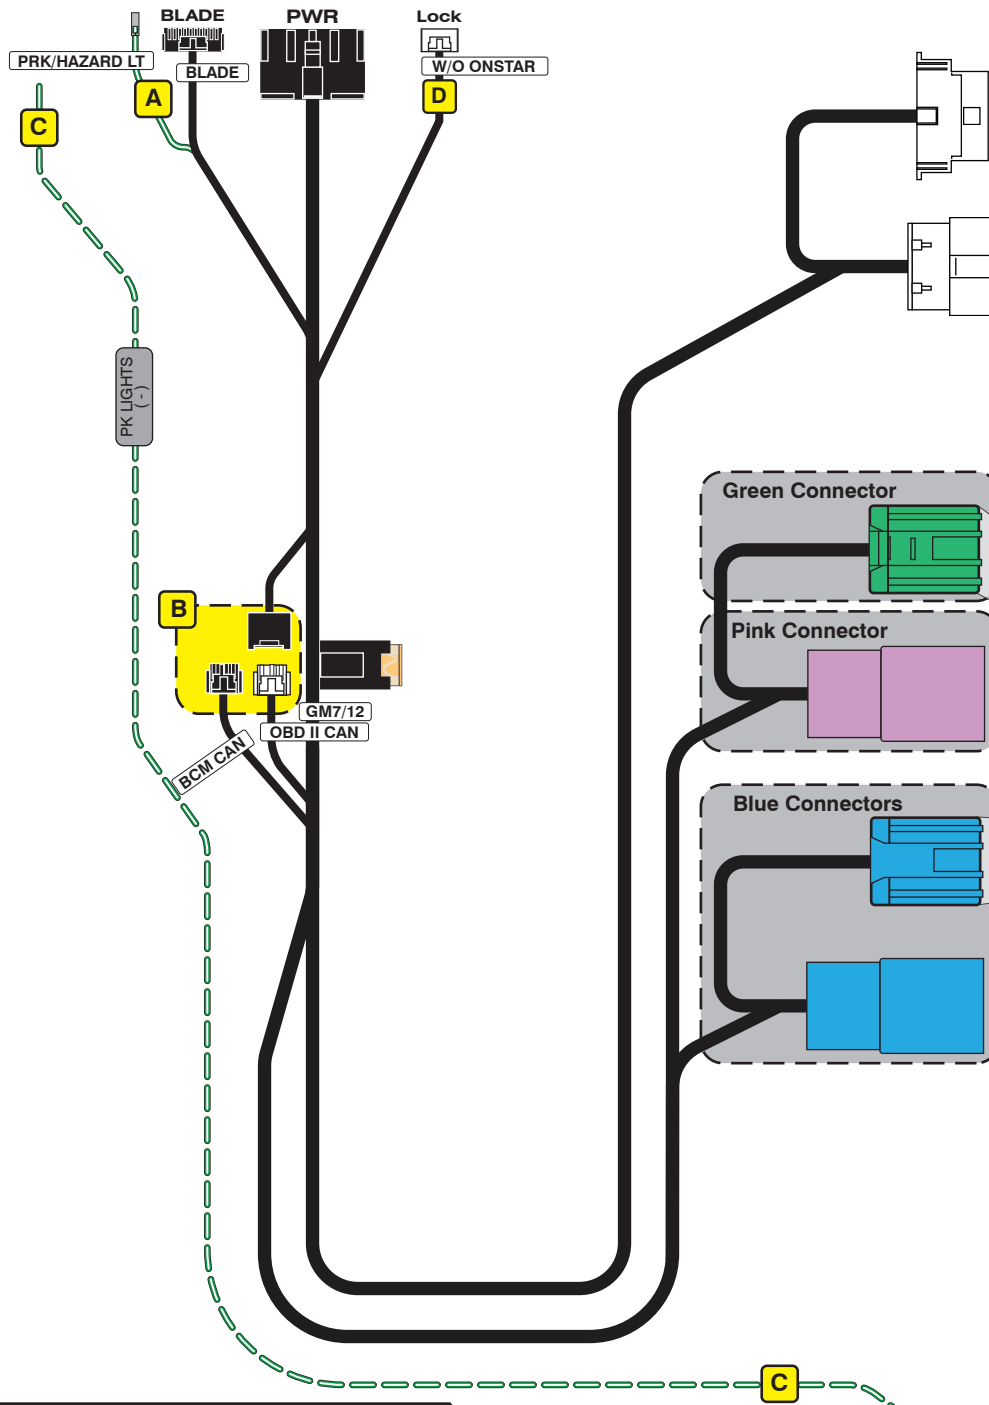 BLADE
PWR
Lock
PRK/HAZARD LT
BLADE
W/O ONSTAR
A
D
C
PK LIGHTS
( - )
Green Connector
B
Pink Connector
GM7/12
OBD II CAN
BCM CAN
Blue Connectors
C